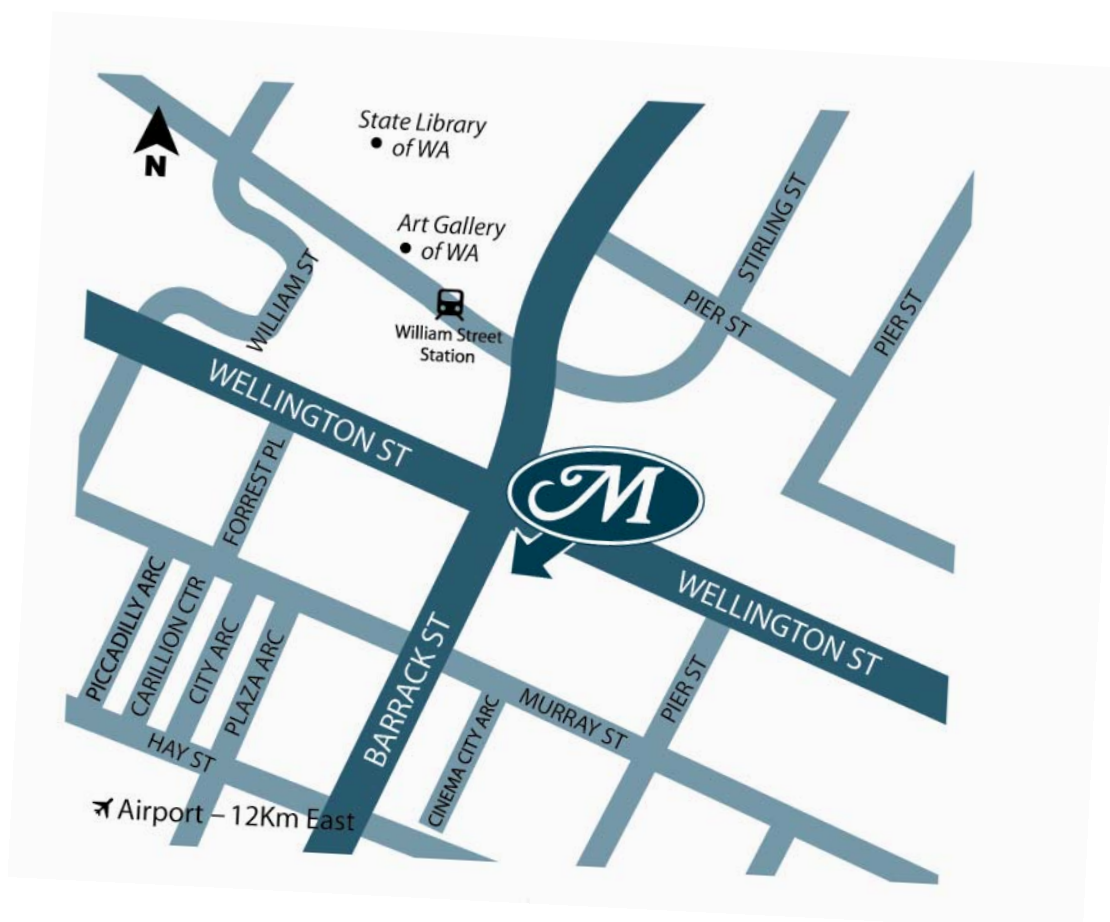 N
State Library
of WA
Art Gallery
of WA
STIRLING ST
WILLIAM ST
William Street
Station
PIER ST
PIER ST
WELLINGTON ST
FORREST PL
M
WELLINGTON ST
PICCADILLY ARC
CARILLION CTR
CITY ARC
PLAZA ARC
BARRACK ST
PIER ST
CINEMA CITY ARC
MURRAY ST
HAY ST
Airport – 12Km East